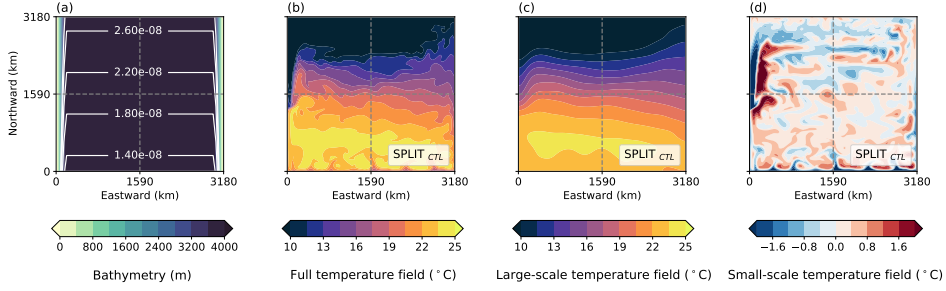 (a)
(b)
(c)
(d)
3180
1590
0
Northward (km)
2.60e-08
2.20e-08
1.80e-08
1.40e-08
SPLIT CTL
SPLIT CTL
SPLIT CTL
0 1590 3180
0 1590 3180
0 1590 3180
0 1590 3180
Eastward (km)
Eastward (km)
Eastward (km)
Eastward (km)
0 800 1600 2400 3200 4000
10 13 16 19 22 25
10 13 16 19 22 25
−1.6 −0.8 0.0 0.8 1.6
Bathymetry (m)
Full temperature field (°C)
Large-scale temperature field (°C)
Small-scale temperature field (°C)